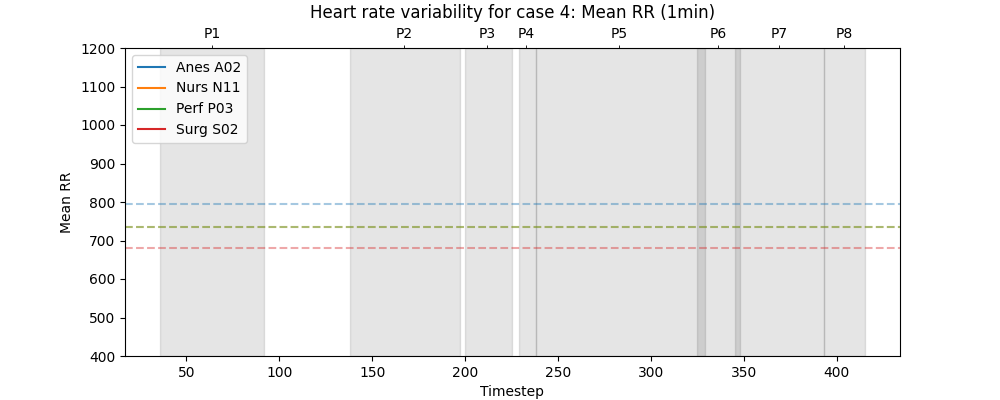 Heart rate variability for case 4: Mean RR (1min)
P1 P2 P3 P4 P5 P6 P7 P8
1200
1100
1000
900
800
700
600
500
400
Mean RR
Anes A02
Nurs N11
Perf P03
Surg S02
50 100 150 200 250 300 350 400
Timestep